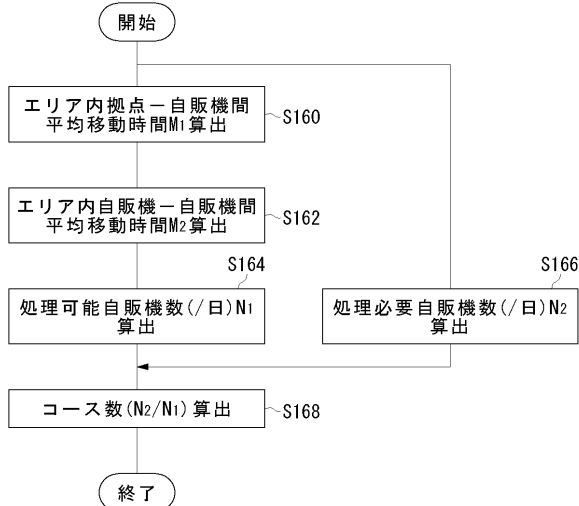 開始
エリア内拠点－自販機間
平均移動時間M1算出
S160
エリア内自販機－自販機間
平均移動時間M2算出
S162
S164
処理可能自販機数(/日)N1
算出
S166
処理必要自販機数(/日)N2
算出
コース数(N2/N1)算出
S168
終了